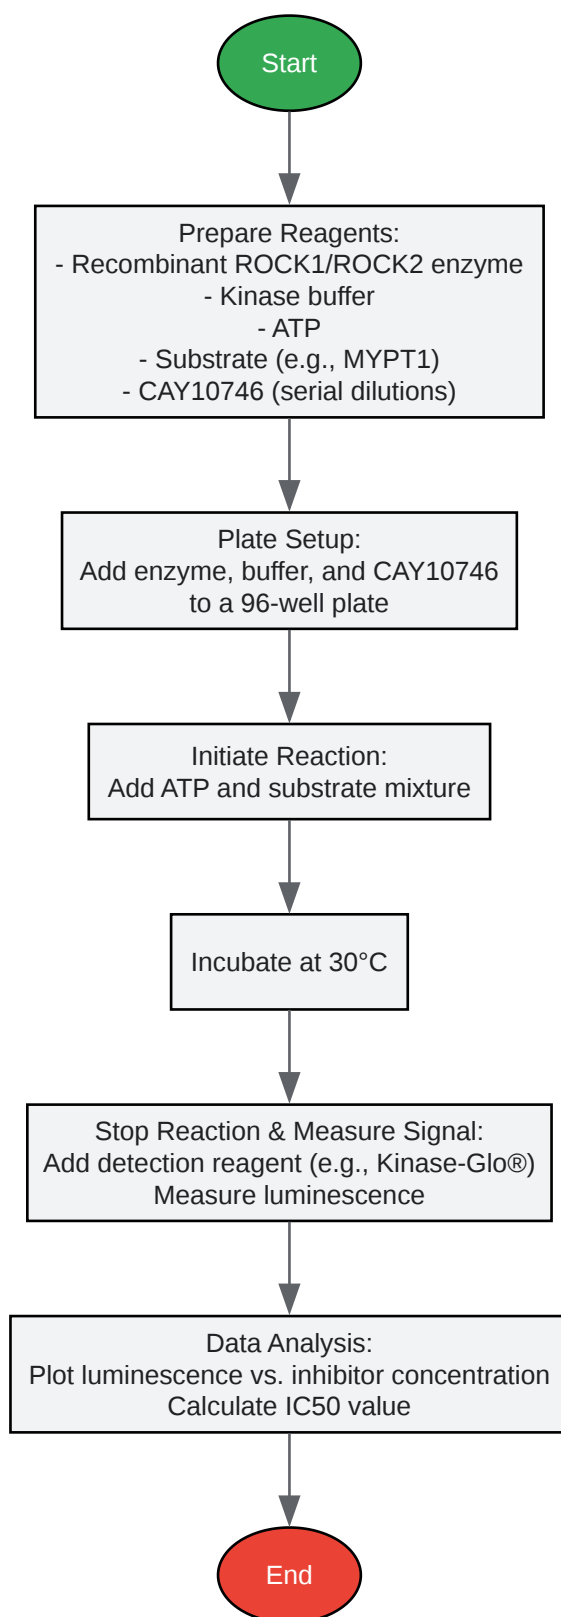 Start
Prepare Reagents:
- Recombinant ROCK1/ROCK2 enzyme
- Kinase buffer
- ATP
- Substrate (e.g., MYPT1)
- CAY10746 (serial dilutions)
Plate Setup:
Add enzyme, buffer, and CAY10746
to a 96-well plate
Initiate Reaction:
Add ATP and substrate mixture
Incubate at 30°C
Stop Reaction & Measure Signal:
Add detection reagent (e.g., Kinase-Glo®)
Measure luminescence
Data Analysis:
Plot luminescence vs. inhibitor concentration
Calculate IC50 value
End